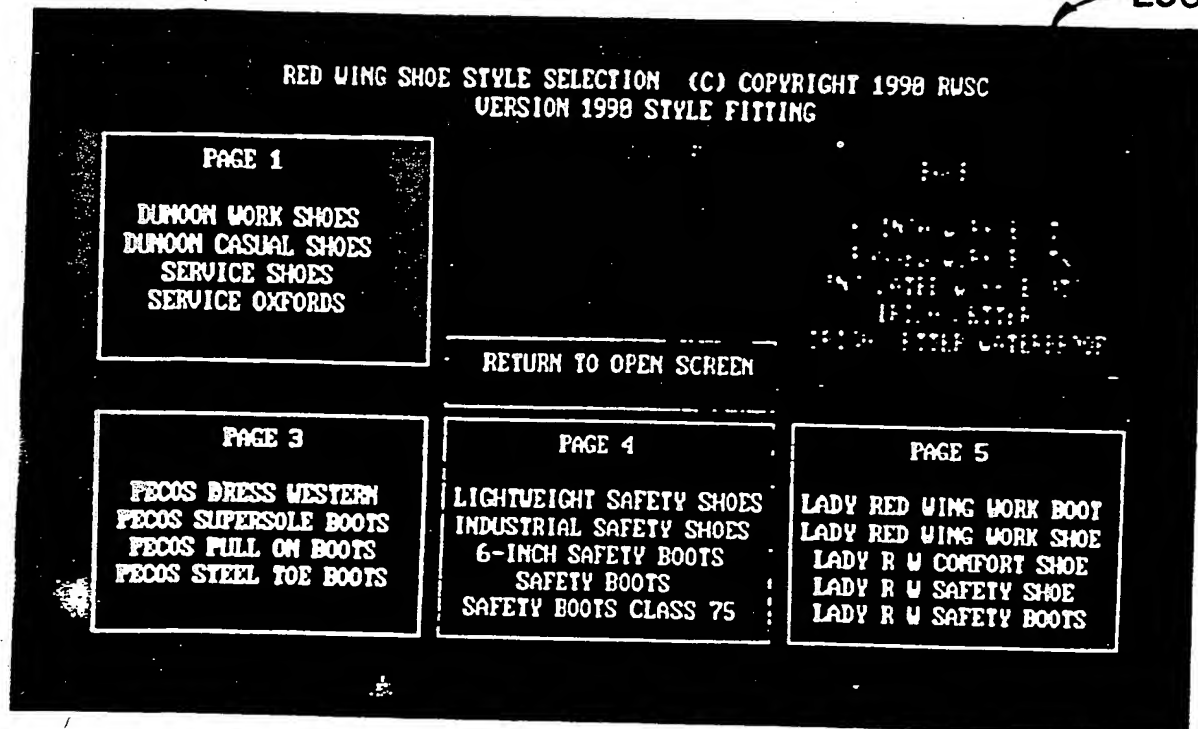 RED WING SHOE STYLE SELECTION (C) COPYRIGHT 1990 RWSC
VERSION 1990 STYLE FITTING
PAGE 1
DUNOON WORK SHOES
DUNOON CASUAL SHOES
SERVICE SHOES
SERVICE OXFORDS
RETURN TO OPEN SCREEN
PAGE 3
PECOS DRESS WESTERN
PECOS SUPERSOLE BOOTS
PECOS PULL ON BOOTS
PECOS STEEL TOE BOOTS
PAGE 4
LIGHTWEIGHT SAFETY SHOES
INDUSTRIAL SAFETY SHOES
6-INCH SAFETY BOOTS
SAFETY BOOTS
SAFETY BOOTS CLASS 75
PAGE 5
LADY RED WING WORK BOOT
LADY RED WING WORK SHOE
LADY R W COMFORT SHOE
LADY R W SAFETY SHOE
LADY R W SAFETY BOOTS